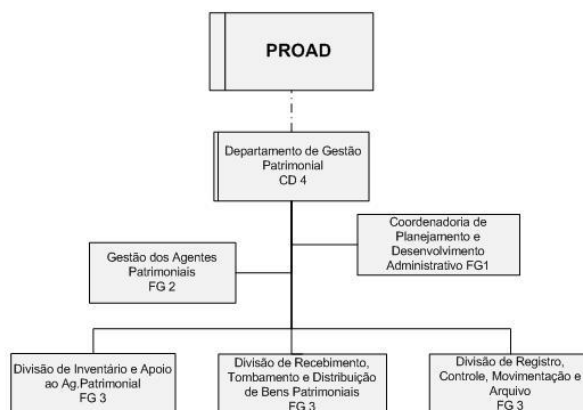 PROAD
Departamento de Gestão
Patrimonial
CD 4
Coordenadoria de
Planejamento e
Desenvolvimento
Administrativo FG1
Gestão dos Agentes
Patrimoniais
FG 2
Divisão de Inventário e Apoio
ao Ag.Patrimonial
FG 3
Divisão de Recebimento,
Tombamento e Distribuição
de Bens Patrimoniais
FG 3
Divisão de Registro,
Controle, Movimentação e
Arquivo
FG 3